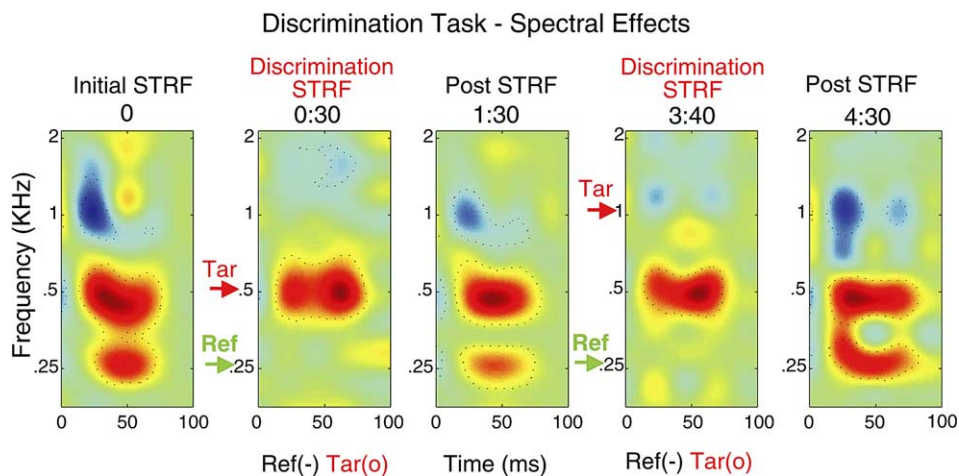 Discrimination Task - Spectral Effects
Initial STRF
0
Discrimination
STRF
0:30
Post STRF
1:30
Discrimination
STRF
3:40
Post STRF
4:30
Frequency (KHz)
2
1
.5
.25
0 50 100
Tar
Ref
2
1
.5
.25
0 50 100
2
1
.5
.25
0 50 100
Tar
Ref
2
1
.5
.25
0 50 100
2
1
.5
.25
0 50 100
Ref(-) Tar(o)
Time (ms)
Ref(-) Tar(o)